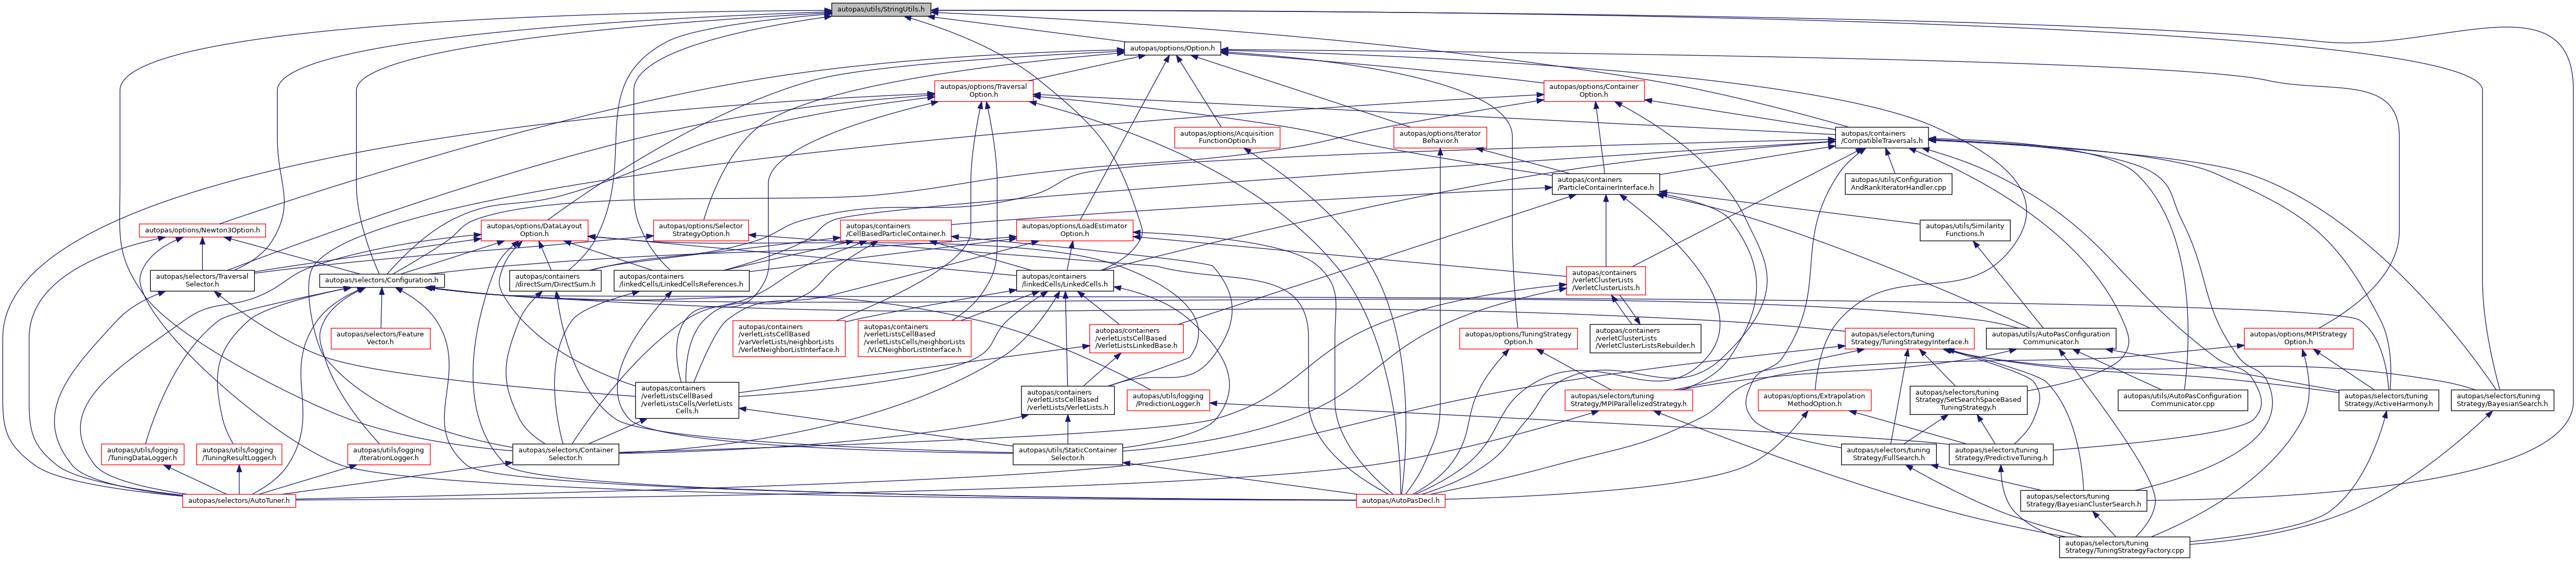 autopas/utils/StringUtils.h
autopas/options/Option.h
autopas/options/Traversal
Option.h
autopas/options/Container
Option.h
autopas/options/Acquisition
FunctionOption.h
autopas/options/Iterator
Behavior.h
autopas/containers
/CompatibleTraversals.h
autopas/containers
/ParticleContainerInterface.h
autopas/utils/Configuration
AndRankIteratorHandler.cpp
autopas/options/Newton3Option.h
autopas/options/DataLayout
Option.h
autopas/options/Selector
StrategyOption.h
autopas/containers
/CellBasedParticleContainer.h
autopas/options/LoadEstimator
Option.h
autopas/utils/Similarity
Functions.h
autopas/selectors/Traversal
Selector.h
autopas/selectors/Configuration.h
autopas/containers
/directSum/DirectSum.h
autopas/containers
/linkedCells/LinkedCellsReferences.h
autopas/containers
/linkedCells/LinkedCells.h
autopas/containers
/verletClusterLists
/VerletClusterLists.h
autopas/selectors/Feature
Vector.h
autopas/containers
/verletListsCellBased
/varVerletLists/neighborLists
/VerletNeighborListInterface.h
autopas/containers
/verletListsCellBased
/verletListsCells/neighborLists
/VLCNeighborListInterface.h
autopas/containers
/verletListsCellBased
/VerletListsLinkedBase.h
autopas/options/TuningStrategy
Option.h
autopas/containers
/verletClusterLists
/VerletClusterListsRebuilder.h
autopas/selectors/tuning
Strategy/TuningStrategyInterface.h
autopas/utils/AutoPasConfiguration
Communicator.h
autopas/options/MPIStrategy
Option.h
autopas/containers
/verletListsCellBased
/verletListsCells/VerletLists
Cells.h
autopas/containers
/verletListsCellBased
/verletLists/VerletLists.h
autopas/utils/logging
/PredictionLogger.h
autopas/selectors/tuning
Strategy/MPIParallelizedStrategy.h
autopas/options/Extrapolation
MethodOption.h
autopas/selectors/tuning
Strategy/SetSearchSpaceBased
TuningStrategy.h
autopas/utils/AutoPasConfiguration
Communicator.cpp
autopas/selectors/tuning
Strategy/ActiveHarmony.h
autopas/selectors/tuning
Strategy/BayesianSearch.h
autopas/utils/logging
/TuningDataLogger.h
autopas/utils/logging
/TuningResultLogger.h
autopas/utils/logging
/IterationLogger.h
autopas/selectors/Container
Selector.h
autopas/utils/StaticContainer
Selector.h
autopas/selectors/tuning
Strategy/FullSearch.h
autopas/selectors/tuning
Strategy/PredictiveTuning.h
autopas/selectors/AutoTuner.h
autopas/AutoPasDecl.h
autopas/selectors/tuning
Strategy/BayesianClusterSearch.h
autopas/selectors/tuning
Strategy/TuningStrategyFactory.cpp